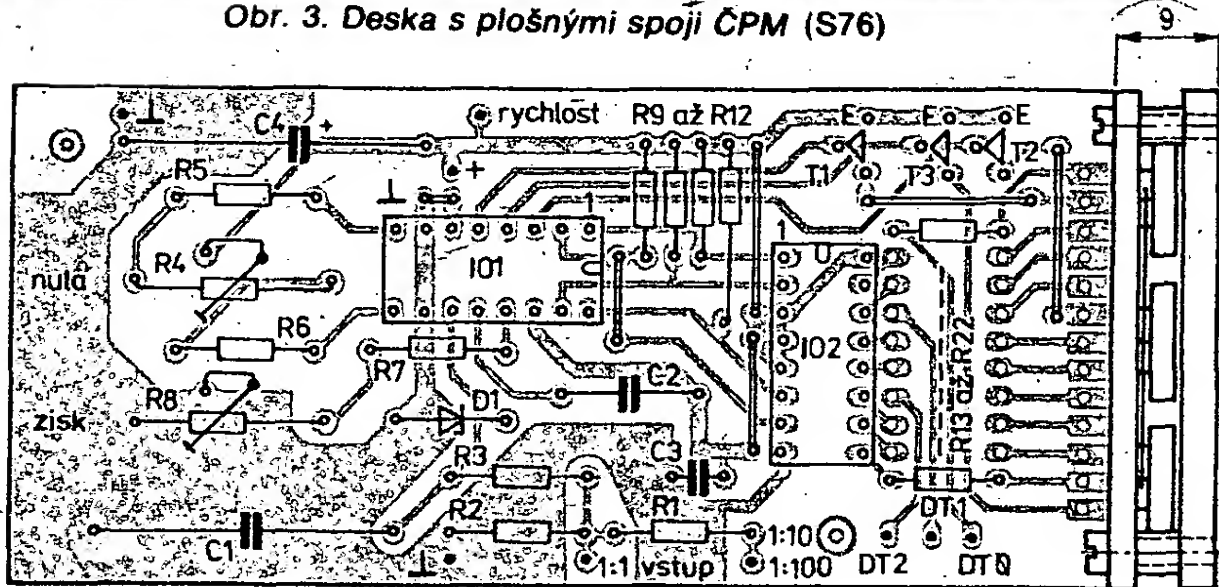 Obr. 3. Deska s plošnými spoji ČPM (S76)
9
⊥
C4
+
rychlost
R9 až R12
E
E
E
R5
+
T1
T3
T2
⊥
1
IO1
1
R4
nula
R6
R7
IO2
R13 až R22
R8
zisk
D1
C2
R3
C3
R2
R1
C1
1:10
DT1
⊥
1:1
vstup
1:100
DT2
DT0